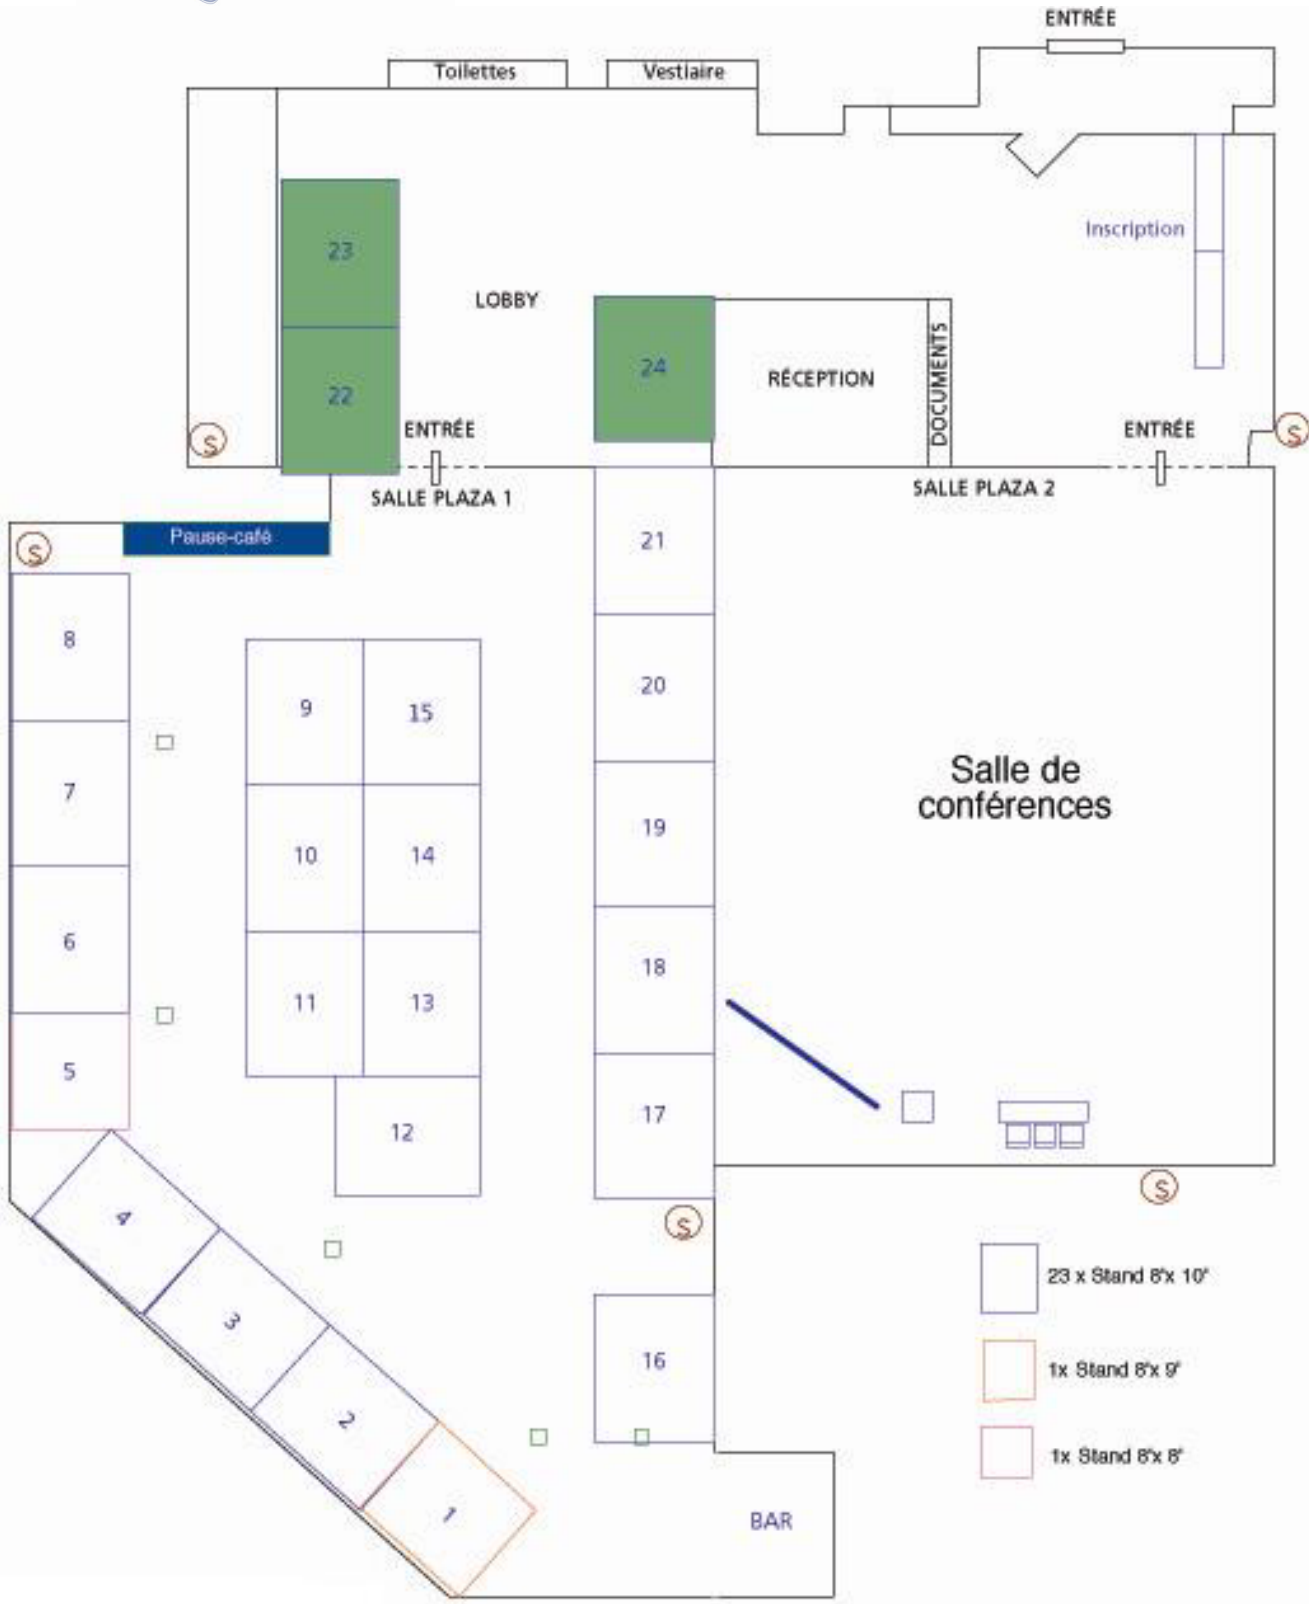 ENTRÉE
Toilettes
Vestiaire
Inscription
23
LOBBY
24
RÉCEPTION
DOCUMENTS
22
ENTRÉE
ENTRÉE
S
S
SALLE PLAZA 1
SALLE PLAZA 2
Pause-café
S
21
8
20
9
15
7
Salle de
conférences
19
10
14
6
18
11
13
5
17
12
S
4
S
23 x Stand 8'x 10'
3
16
1x Stand 8'x 9'
2
1x Stand 8'x 8'
1
BAR